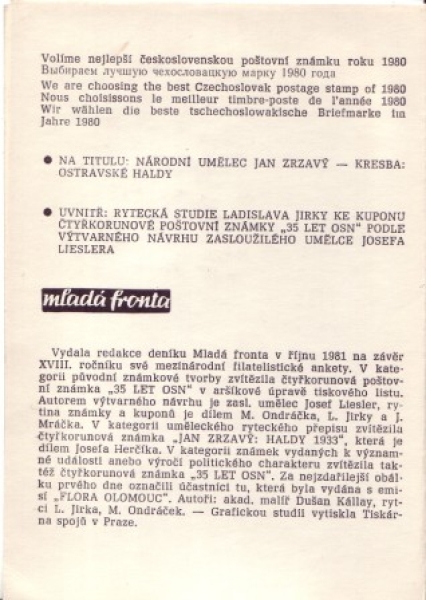 Volíme nejlepší československou poštovní známku roku 1980
Выбираем лучшую чехословацкую марку 1980 года
We are choosing the best Czechoslovak postage stamp of 1980
Nous choisissons le meilleur timbre-poste de l'année 1980
Wir wählen die beste tschechoslowakische Briefmarke im
Jahre 1980
● NA TITULU: NÁRODNÍ UMĚLEC JAN ZRZAVÝ — KRESBA:
OSTRAVSKÉ HALDY
● UVNITŘ: RYTECKÁ STUDIE LADISLAVA JIRKY KE KUPONU
ČTYŘKORUNOVÉ POŠTOVNÍ ZNÁMKY „35 LET OSN" PODLE
VÝTVARNÉHO NÁVRHU ZASLOUŽILÉHO UMĚLCE JOSEFA
LIESLERA
mladá fronta
Vydala redakce deníku Mladá fronta v říjnu 1981 na závěr
XVIII. ročníku své mezinárodní filatelistické ankety. V ka-
tegorii původní známkové tvorby zvítězila čtyřkorunová poštov-
ní známka „35 LET OSN" v aršíkové úpravě tiskového listu.
Autorem výtvarného návrhu je zasl. umělec Josef Liesler, ry-
tina známky a kuponů je dílem M. Ondráčka, L. Jirky a J.
Mráčka. V kategorii uměleckého ryteckého přepisu zvítězila
čtyřkorunová známka „JAN ZRZAVÝ: HALDY 1933", která je
dílem Josefa Herčíka. V kategorii známek vydaných k význam-
né události anebo výročí politického charakteru zvítězila tak-
též čtyřkorunová známka „35 LET OSN". Za nejzdařilejší obál-
ku prvého dne označili účastníci tu, která byla vydána s emi-
sí „FLORA OLOMOUC". Autoři: akad. malíř Dušan Kállay, ryt-
ci L. Jirka, M. Ondráček. — Grafickou studii vytiskla Tiskár-
na spojů v Praze.